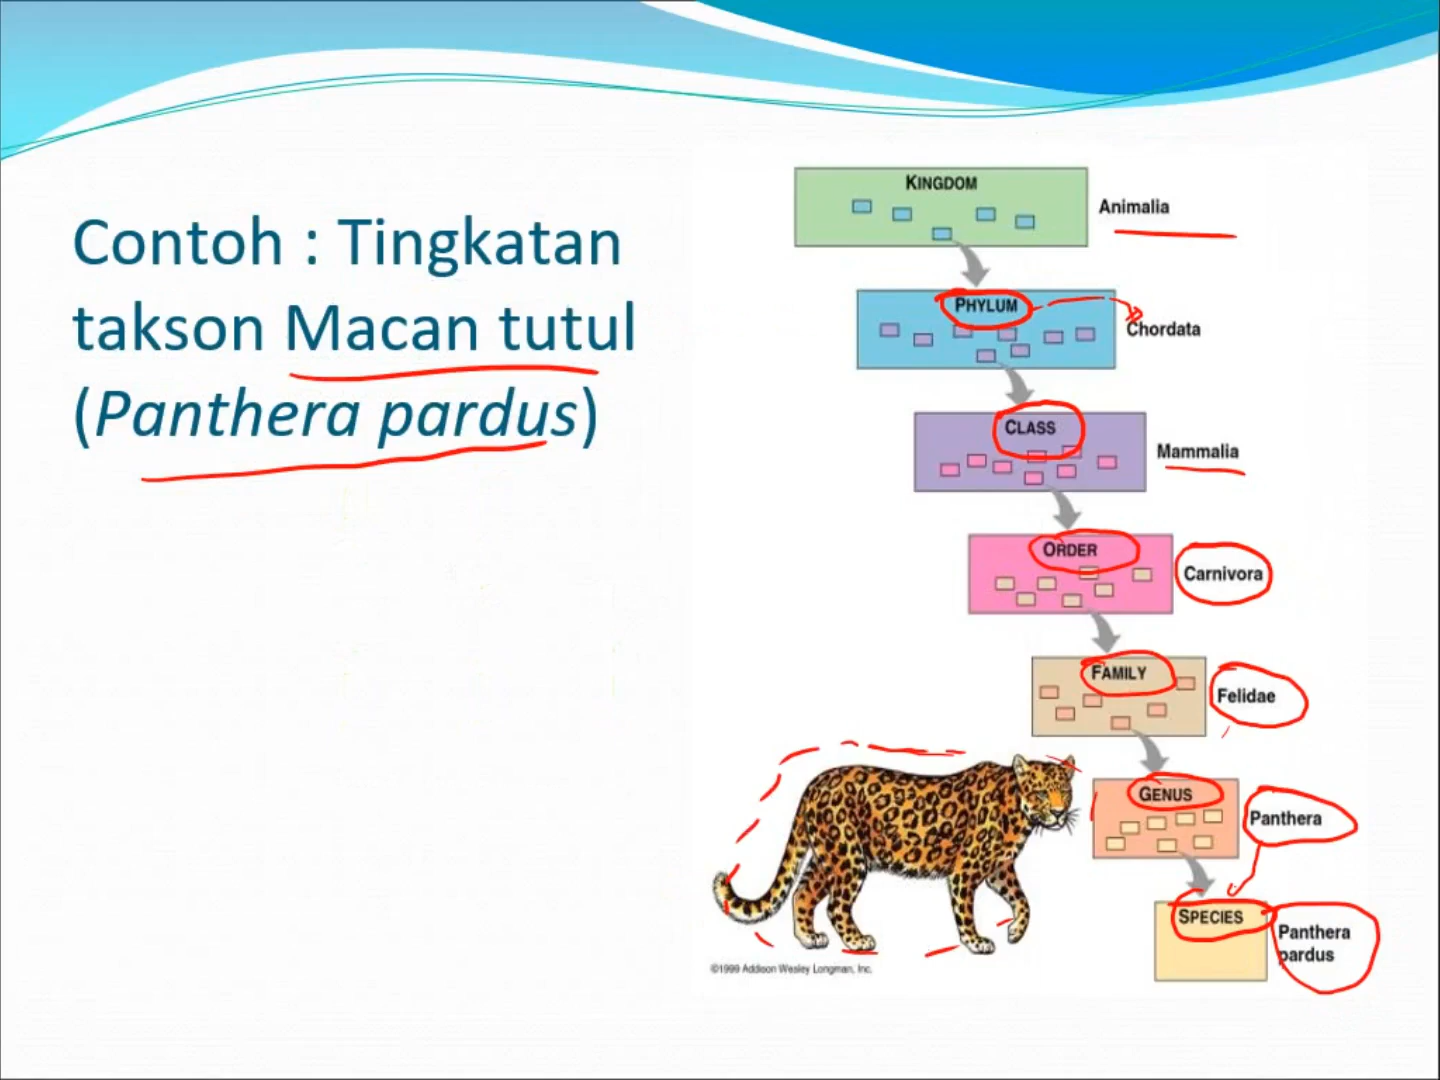 Contoh : Tingkatan
takson Macan tutul
(Panthera pardus)
KINGDOM
Animalia
PHYLUM
Chordata
CLASS
Mammalia
ORDER
Carnivora
FAMILY
Felidae
GENUS
Panthera
SPECIES
Panthera
pardus
©1999 Addison Wesley Longman, Inc.